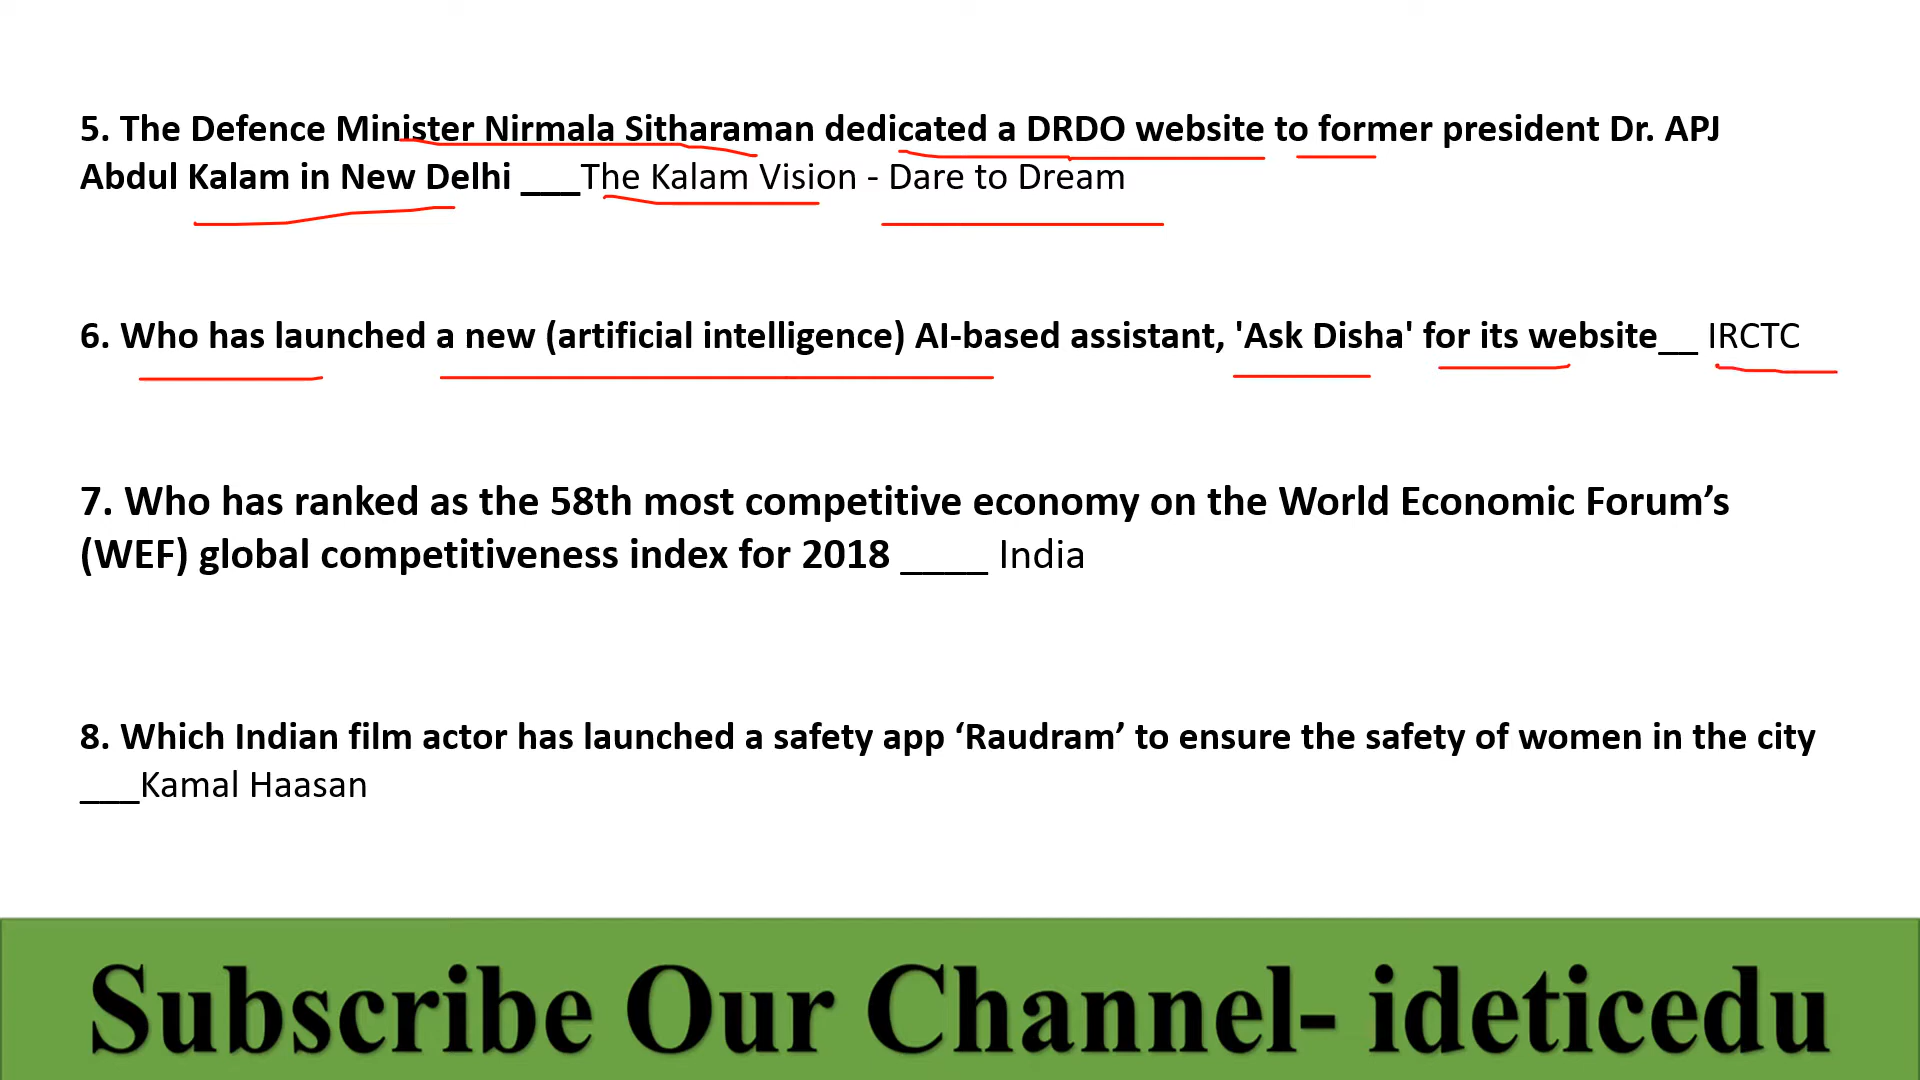 5. The Defence Minister Nirmala Sitharaman dedicated a DRDO website to former president Dr. APJ
Abdul Kalam in New Delhi ___The Kalam Vision - Dare to Dream
6. Who has launched a new (artificial intelligence) AI-based assistant, 'Ask Disha' for its website__ IRCTC
7. Who has ranked as the 58th most competitive economy on the World Economic Forum’s
(WEF) global competitiveness index for 2018 ____ India
8. Which Indian film actor has launched a safety app ‘Raudram’ to ensure the safety of women in the city
___Kamal Haasan
Subscribe Our Channel- ideticedu